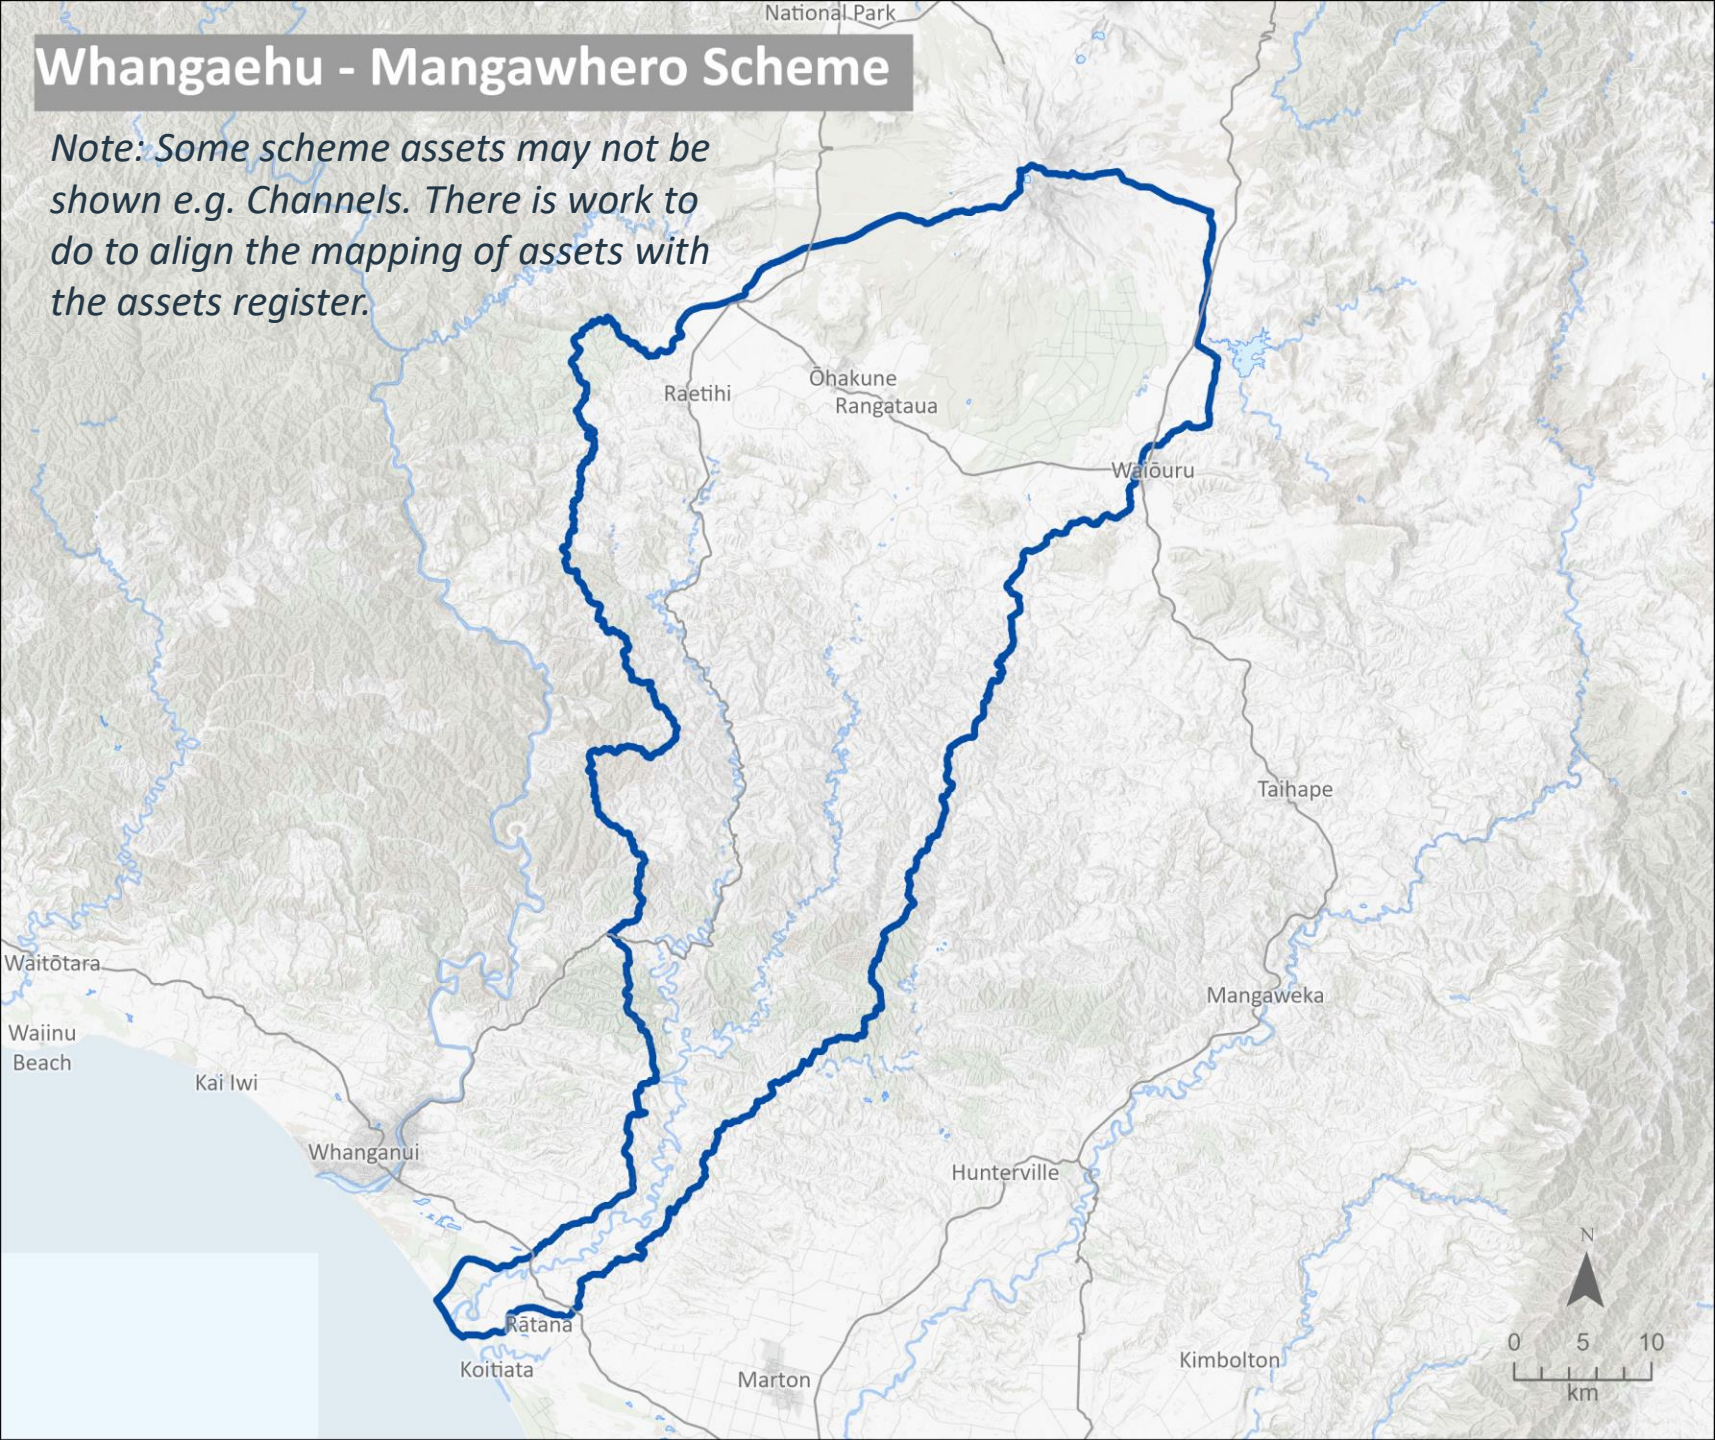 National Park
Whangaehu - Mangawhero Scheme
Note: Some scheme assets may not be
shown e.g. Channels. There is work to
do to align the mapping of assets with
the assets register.
Raetihi
Ōhakune
Rangataua
Waiōuru
Taihape
Waitōtara
Mangaweka
Waiinu
Beach
Kai Iwi
Whanganui
Hunterville
Rātana
Koitiata
Marton
Kimbolton
N
0 5 10
km